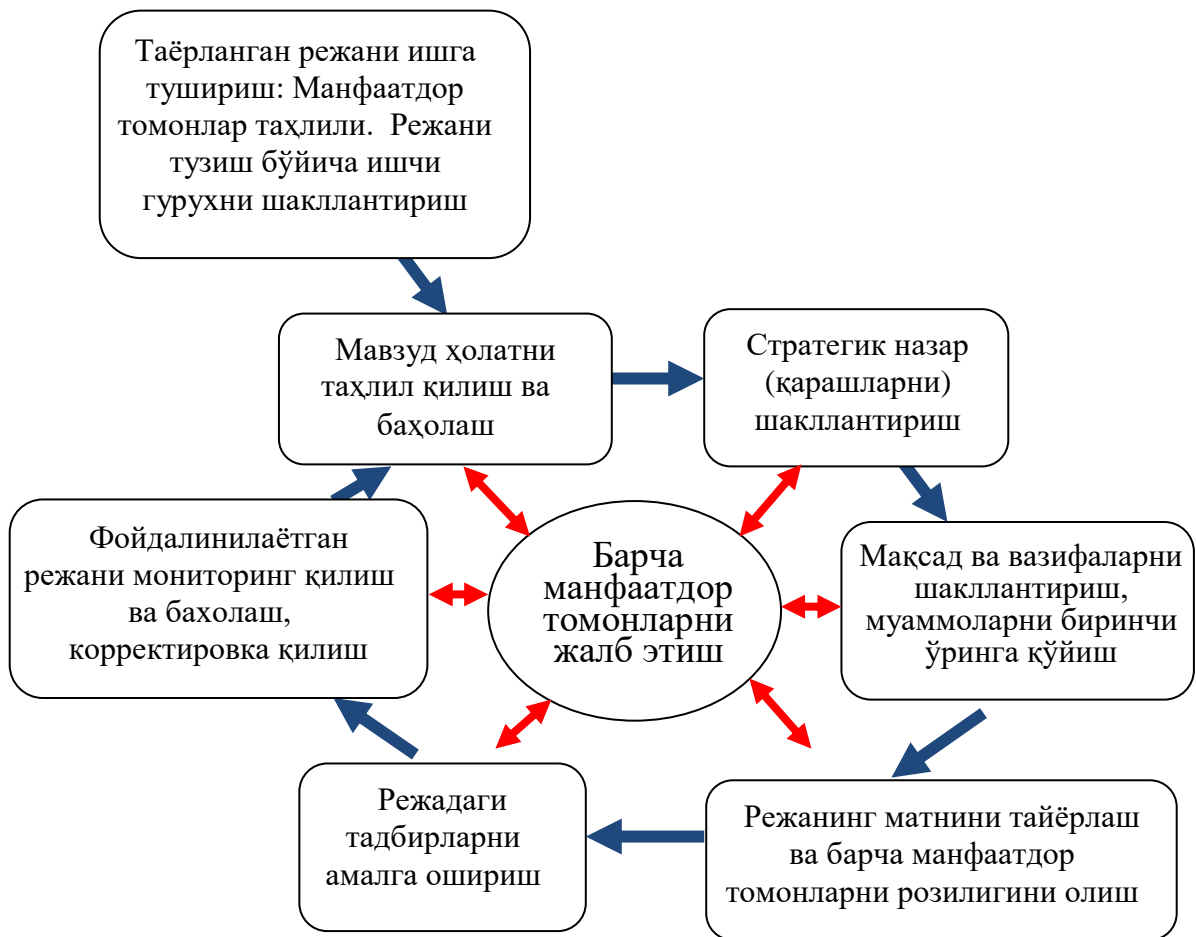 Таёрланган режани ишга
тушириш: Манфаатдор
томонлар таҳлили. Режани
тузиш бўйича ишчи
гурухни шакллантириш
Мавзуд ҳолатни
таҳлил қилиш ва
баҳолаш
Стратегик назар
(қарашларни)
шакллантириш
Фойдалинилаётган
режани мониторинг қилиш
ва бахолаш,
корректировка қилиш
Барча
манфаатдор
томонларни
жалб этиш
Мақсад ва вазифаларни
шакллантириш,
муаммоларни биринчи
ўринга қўйиш
Режадаги
тадбирларни
амалга ошириш
Режанинг матнини тайёрлаш
ва барча манфаатдор
томонларни розилигини олиш